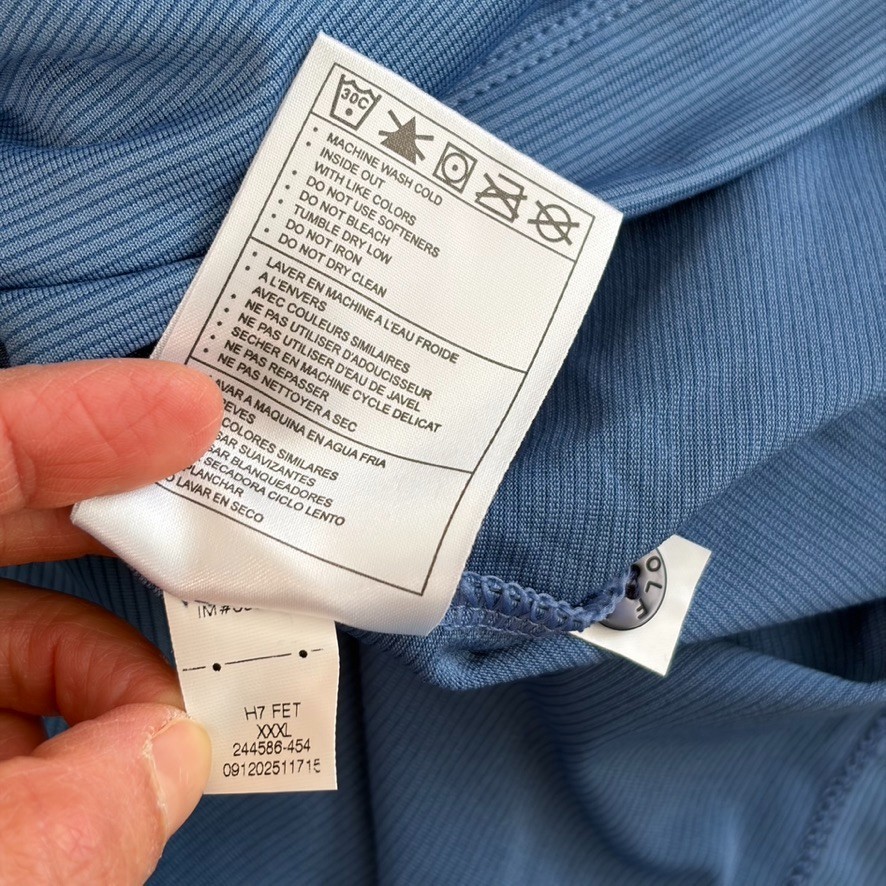 30C
• MACHINE WASH COLD
• INSIDE OUT
• WITH LIKE COLORS
• DO NOT USE SOFTENERS
• DO NOT BLEACH
• TUMBLE DRY LOW
• DO NOT IRON
• DO NOT DRY CLEAN
• LAVER EN MACHINE A L'EAU FROIDE
• A L'ENVERS
• AVEC COULEURS SIMILAIRES
• NE PAS UTILISER D'ADOUCISSEUR
• NE PAS UTILISER D'EAU DE JAVEL
• SECHER EN MACHINE CYCLE DELICAT
• NE PAS REPASSER
• NE PAS NETTOYER A SEC
LAVAR A MAQUINA EN AGUA FRIA
COLORES SIMILARES
SUAVIZANTES
BLANQUEADORES
SECADORA CICLO LENTO
PLANCHAR
LAVAR EN SECO
H7 FET
XXXL
244586-454
091202511715